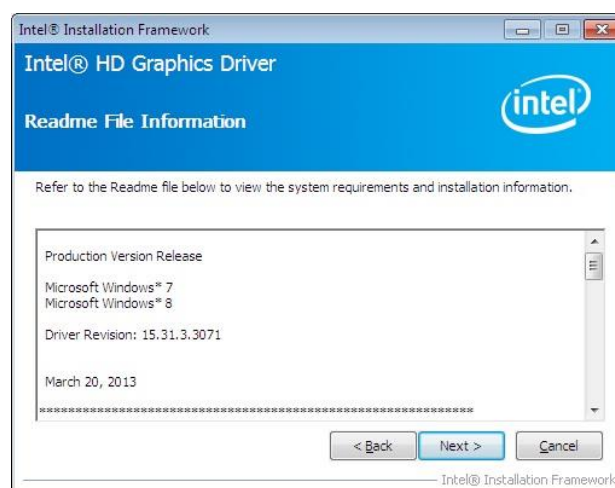 Intel® Installation Framework
Intel® HD Graphics Driver
Readme File Information
intel®
Refer to the Readme file below to view the system requirements and installation information.
Production Version Release
Microsoft Windows* 7
Microsoft Windows* 8
Driver Revision: 15.31.3.3071
March 20, 2013
************************************************************
< Back Next > Cancel
Intel® Installation Framework